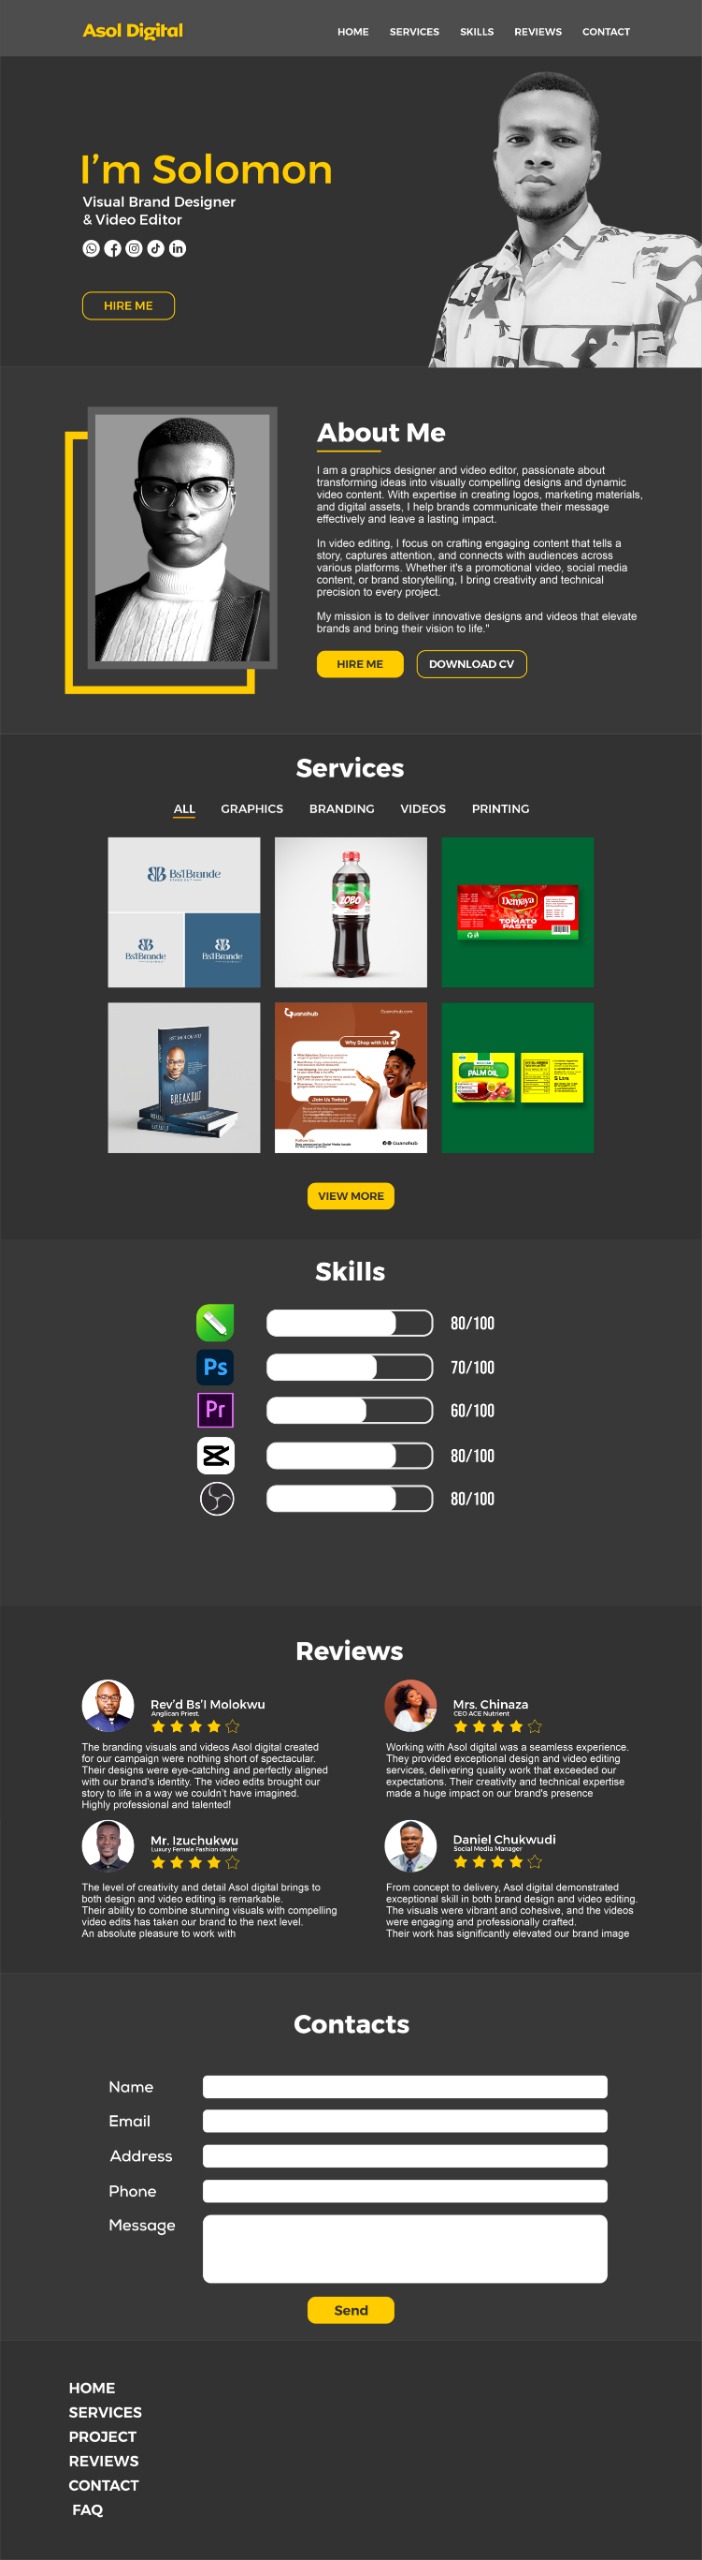 Asol Digital
HOME SERVICES SKILLS REVIEWS CONTACT
I'm Solomon
Visual Brand Designer
& Video Editor
HIRE ME
About Me
I am a graphics designer and video editor, passionate about
transforming ideas into visually compelling designs and dynamic
video content. With expertise in creating logos, marketing materials,
and digital assets, I help brands communicate their message
effectively and leave a lasting impact.
In video editing, I focus on crafting engaging content that tells a
story, captures attention, and connects with audiences across
various platforms. Whether it's a promotional video, social media
content, or brand storytelling, I bring creativity and technical
precision to every project.
My mission is to deliver innovative designs and videos that elevate
brands and bring their vision to life."
HIRE ME DOWNLOAD CV
Services
ALL GRAPHICS BRANDING VIDEOS PRINTING
Bs'lBrande
Bs'lBrande
Bs'lBrande
ZOBO
Demaya
TOMATO
PASTE
BREAKOUT
Guanohub
Guanohub.com
Why Shop with Us
?
Join Us Today!
Follow Us:
Guanohub
PALM OIL
5 Ltrs
VIEW MORE
Skills
80/100
Ps 70/100
Pr 60/100
80/100
80/100
Reviews
Rev'd Bs'l Molokwu
Anglican Priest.
The branding visuals and videos Asol digital created
for our campaign were nothing short of spectacular.
Their designs were eye-catching and perfectly aligned
with our brand's identity. The video edits brought our
story to life in a way we couldn't have imagined.
Highly professional and talented!
Mrs. Chinaza
CEO ACE Nutrient
Working with Asol digital was a seamless experience.
They provided exceptional design and video editing
services, delivering quality work that exceeded our
expectations. Their creativity and technical expertise
made a huge impact on our brand's presence
Mr. Izuchukwu
Luxury Female Fashion dealer
The level of creativity and detail Asol digital brings to
both design and video editing is remarkable.
Their ability to combine stunning visuals with compelling
video edits has taken our brand to the next level.
An absolute pleasure to work with
Daniel Chukwudi
Social Media Manager
From concept to delivery, Asol digital demonstrated
exceptional skill in both brand design and video editing.
The visuals were vibrant and cohesive, and the videos
were engaging and professionally crafted.
Their work has significantly elevated our brand image
Contacts
Name
Email
Address
Phone
Message
Send
HOME
SERVICES
PROJECT
REVIEWS
CONTACT
FAQ